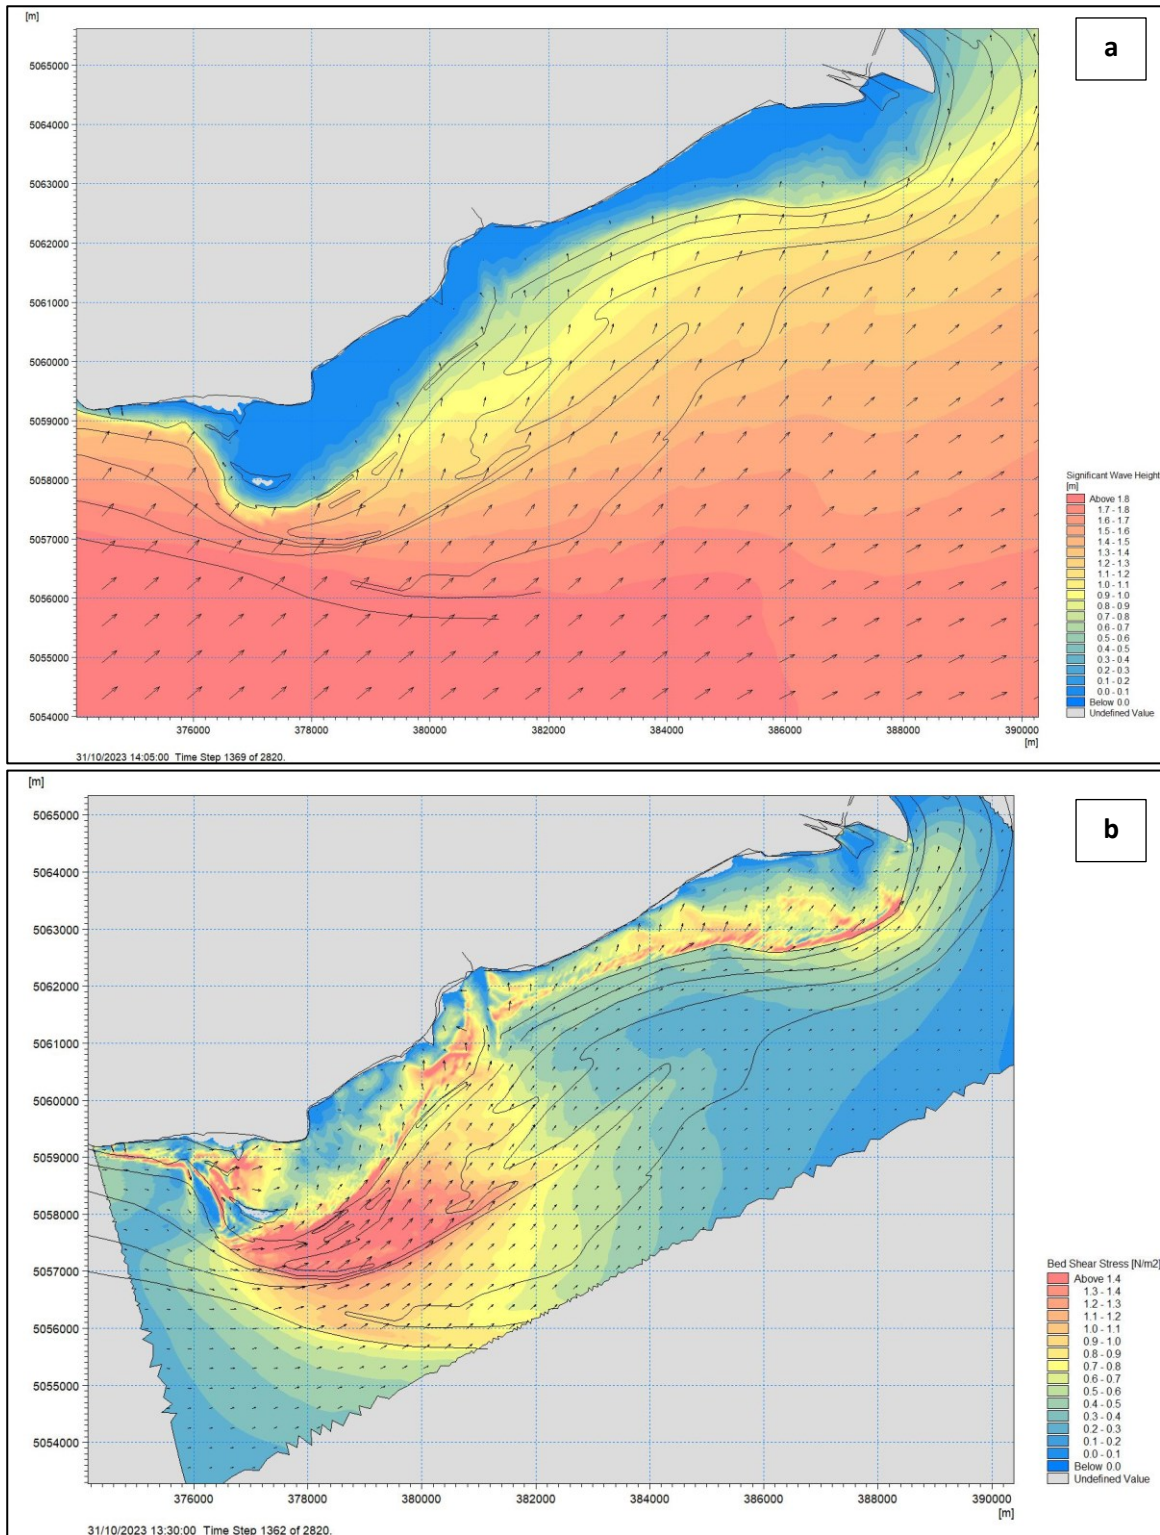 [m]
a
5065000
5064000
5063000
5062000
5061000
5060000
5059000
5058000
5057000
5056000
5055000
5054000
376000 378000 380000 382000 384000 386000 388000 390000
[m]
Significant Wave Height
[m]
Above 1.8
1.7 - 1.8
1.6 - 1.7
1.5 - 1.6
1.4 - 1.5
1.3 - 1.4
1.2 - 1.3
1.1 - 1.2
1.0 - 1.1
0.9 - 1.0
0.8 - 0.9
0.7 - 0.8
0.6 - 0.7
0.5 - 0.6
0.4 - 0.5
0.3 - 0.4
0.2 - 0.3
0.1 - 0.2
0.0 - 0.1
Below 0.0
Undefined Value
31/10/2023 14:05:00 Time Step 1369 of 2820.
[m]
b
5065000
5064000
5063000
5062000
5061000
5060000
5059000
5058000
5057000
5056000
5055000
5054000
376000 378000 380000 382000 384000 386000 388000 390000
[m]
Bed Shear Stress [N/m2]
Above 1.4
1.3 - 1.4
1.2 - 1.3
1.1 - 1.2
1.0 - 1.1
0.9 - 1.0
0.8 - 0.9
0.7 - 0.8
0.6 - 0.7
0.5 - 0.6
0.4 - 0.5
0.3 - 0.4
0.2 - 0.3
0.1 - 0.2
0.0 - 0.1
Below 0.0
Undefined Value
31/10/2023 13:30:00 Time Step 1362 of 2820.